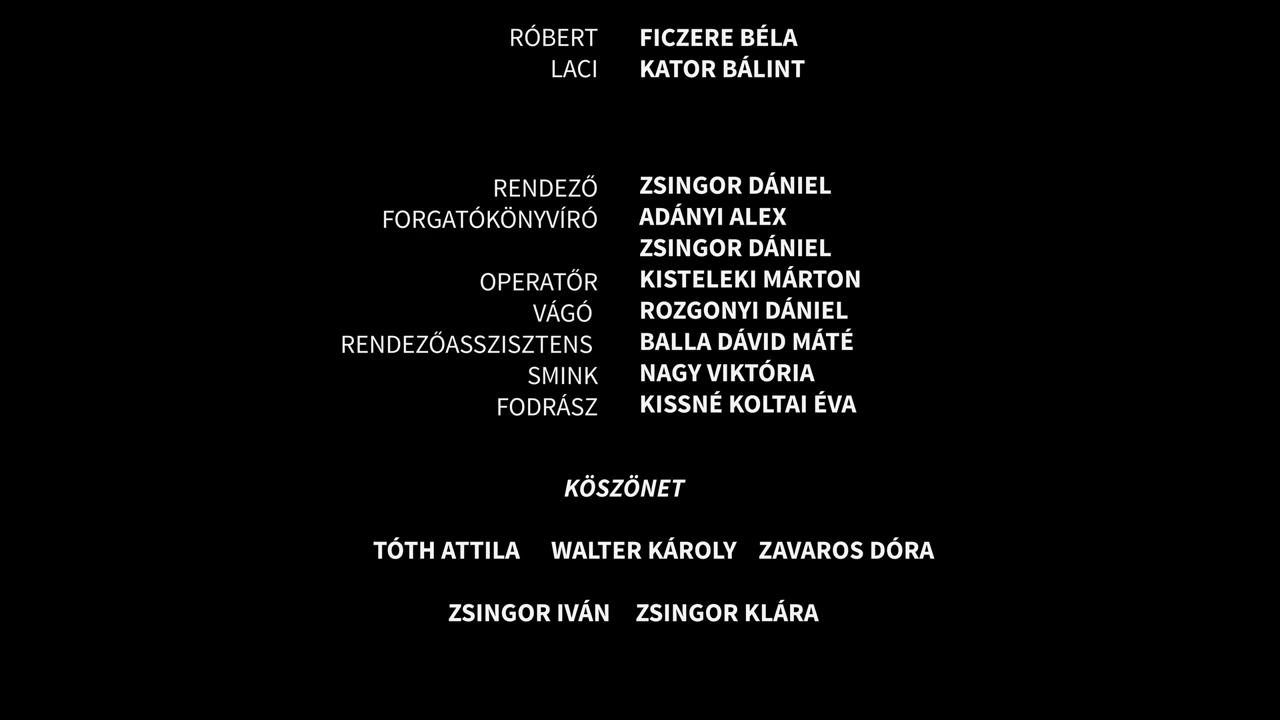 RÓBERT FICZERE BÉLA
LACI KATOR BÁLINT
RENDEZŐ ZSINGOR DÁNIEL
FORGATÓKÖNYVÍRÓ ADÁNYI ALEX
ZSINGOR DÁNIEL
OPERATŐR KISTELEKI MÁRTON
VÁGÓ ROZGONYI DÁNIEL
RENDEZŐASSZISZTENS BALLA DÁVID MÁTÉ
SMINK NAGY VIKTÓRIA
FODRÁSZ KISSNÉ KOLTAI ÉVA
KÖSZÖNET
TÓTH ATTILA WALTER KÁROLY ZAVAROS DÓRA
ZSINGOR IVÁN ZSINGOR KLÁRA